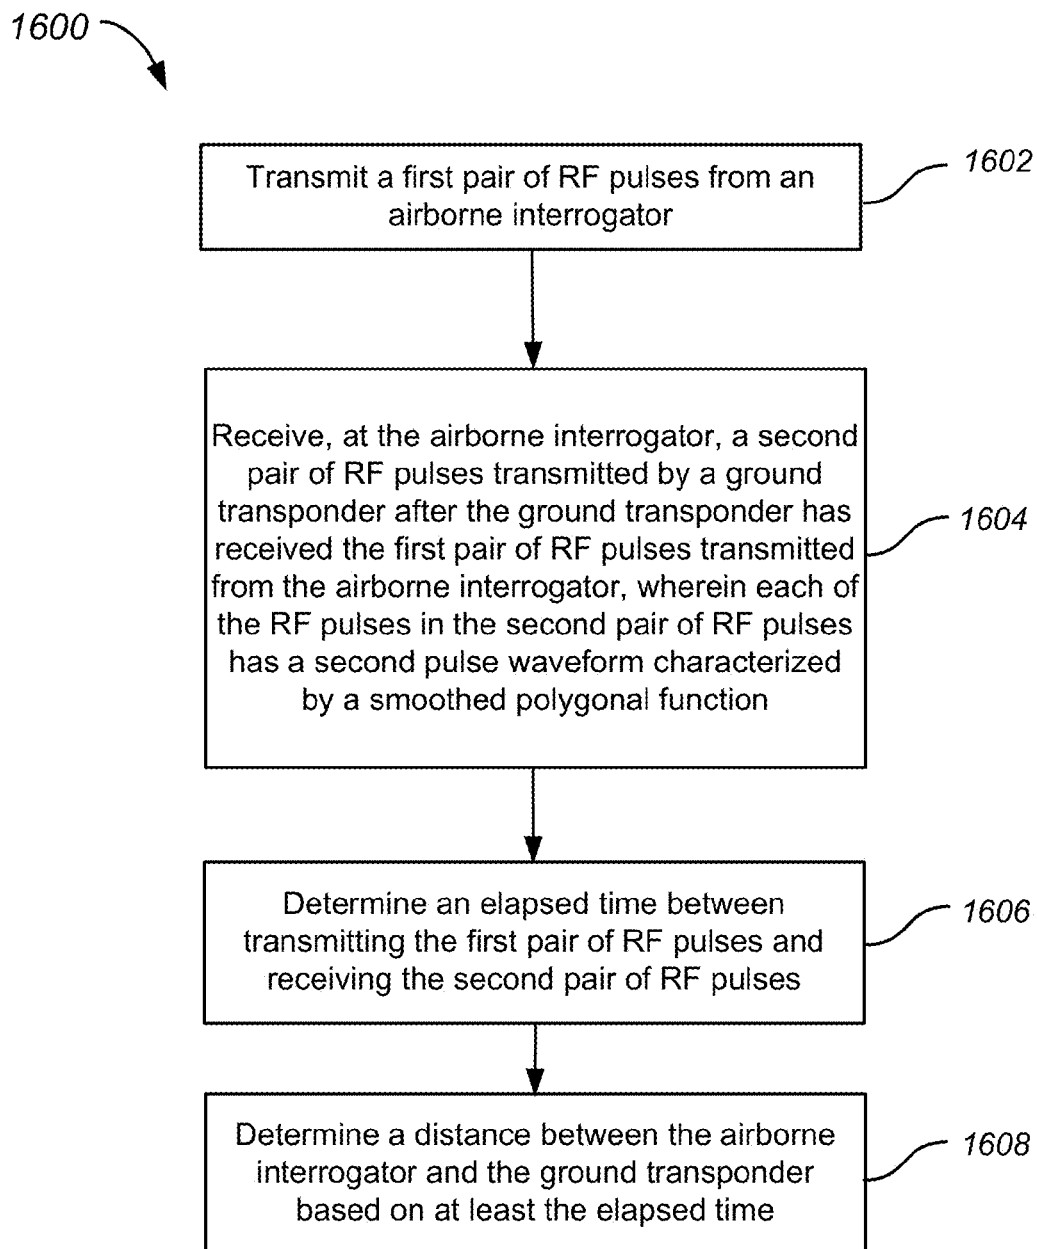 1600
Transmit a first pair of RF pulses from an
airborne interrogator
1602
Receive, at the airborne interrogator, a second
pair of RF pulses transmitted by a ground
transponder after the ground transponder has
received the first pair of RF pulses transmitted
from the airborne interrogator, wherein each of
the RF pulses in the second pair of RF pulses
has a second pulse waveform characterized
by a smoothed polygonal function
1604
Determine an elapsed time between
transmitting the first pair of RF pulses and
receiving the second pair of RF pulses
1606
Determine a distance between the airborne
interrogator and the ground transponder
based on at least the elapsed time
1608